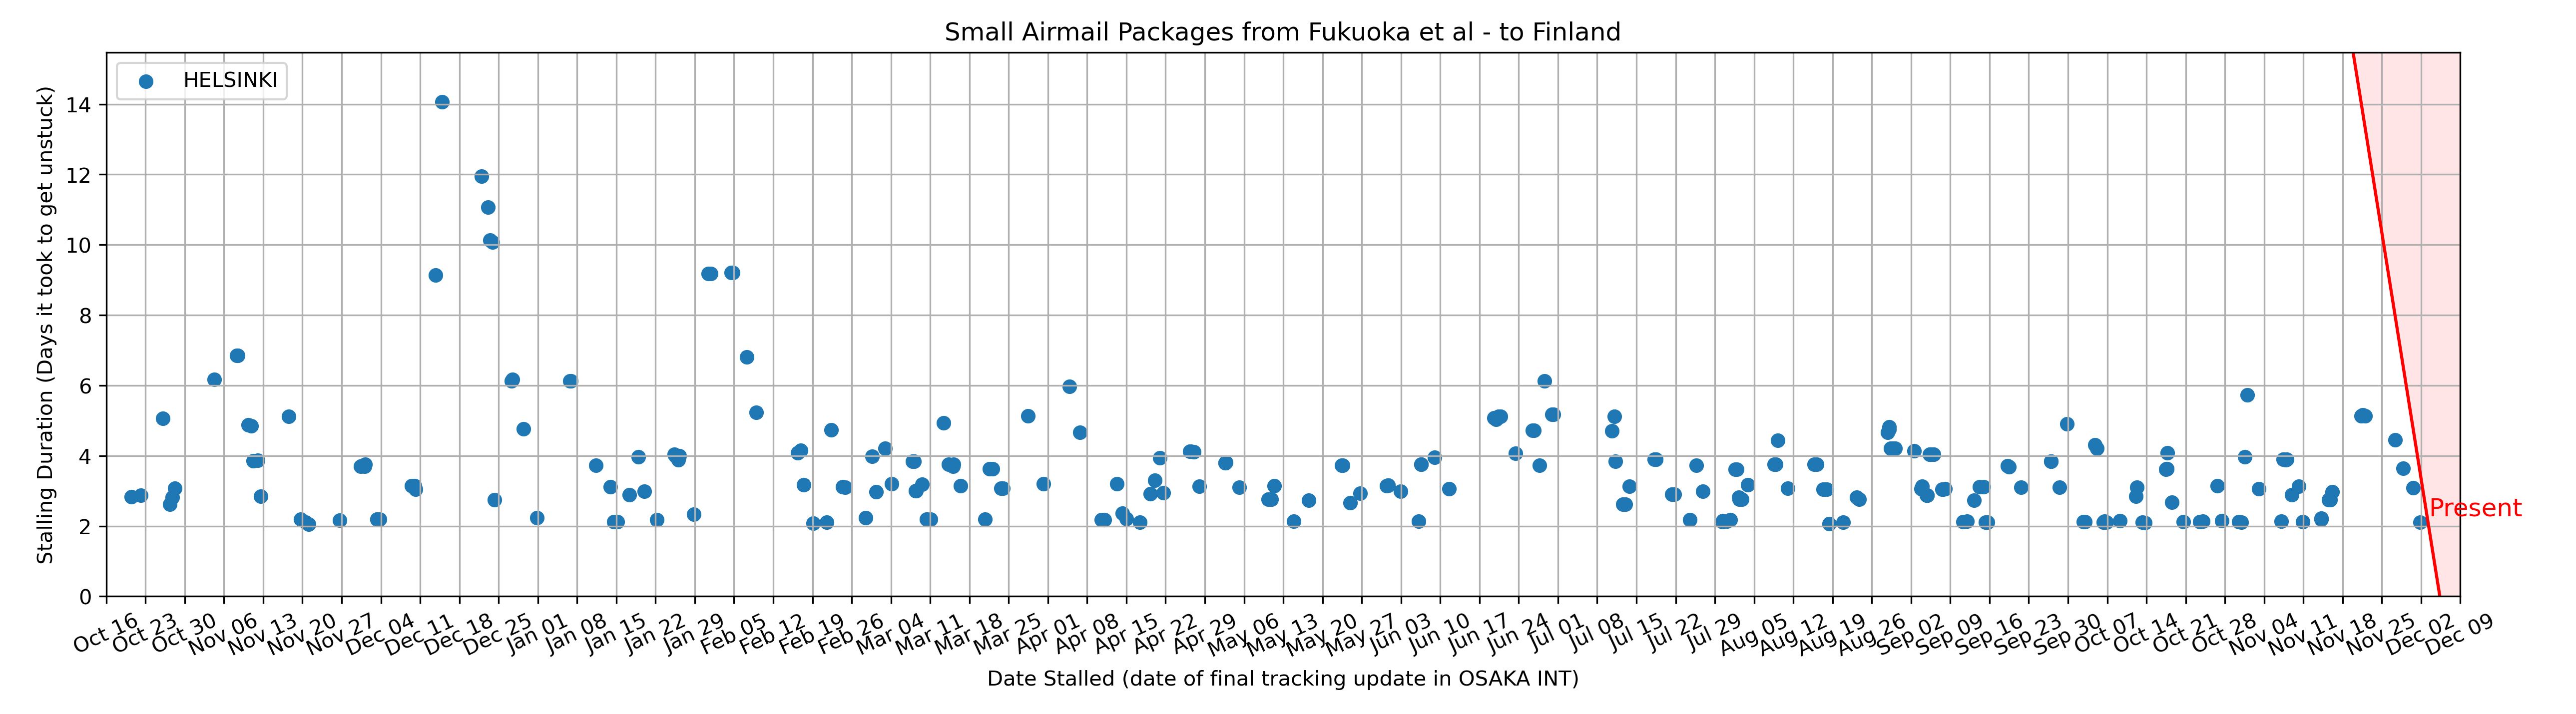 Small Airmail Packages from Fukuoka et al - to Finland
HELSINKI
Stalling Duration (Days it took to get unstuck)
14
12
10
8
6
4
2
0
Present
Oct 16 Oct 23 Oct 30 Nov 06 Nov 13 Nov 20 Nov 27 Dec 04 Dec 11 Dec 18 Dec 25 Jan 01 Jan 08 Jan 15 Jan 22 Jan 29 Feb 05 Feb 12 Feb 19 Feb 26 Mar 04 Mar 11 Mar 18 Mar 25 Apr 01 Apr 08 Apr 15 Apr 22 Apr 29 May 06 May 13 May 20 May 27 Jun 03 Jun 10 Jun 17 Jun 24 Jul 01 Jul 08 Jul 15 Jul 22 Jul 29 Aug 05 Aug 12 Aug 19 Aug 26 Sep 02 Sep 09 Sep 16 Sep 23 Sep 30 Oct 07 Oct 14 Oct 21 Oct 28 Nov 04 Nov 11 Nov 18 Nov 25 Dec 02 Dec 09
Date Stalled (date of final tracking update in OSAKA INT)